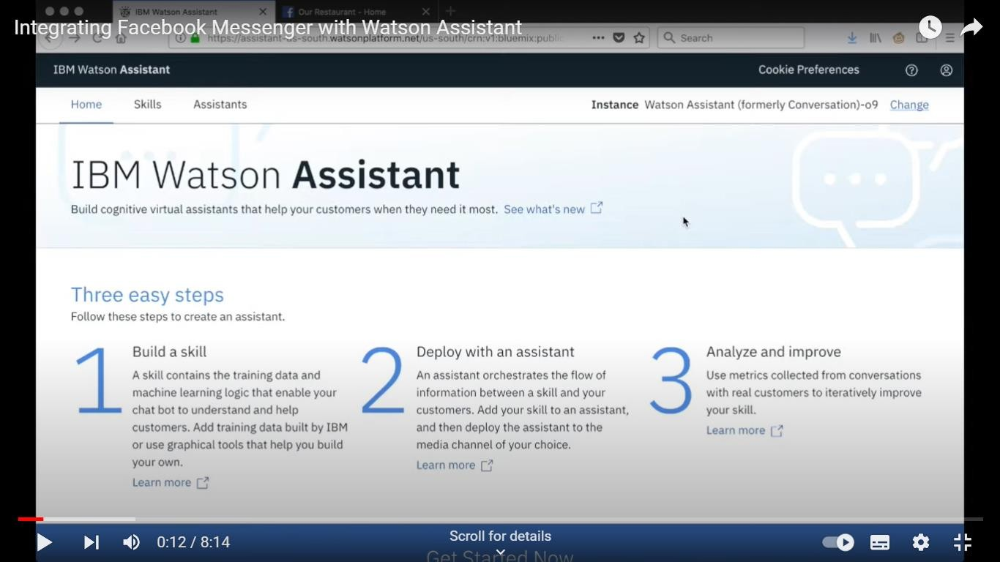 IBM Watson Assistant
Our Restaurant - Home
Integrating Facebook Messenger with Watson Assistant
https://assistant-us-south.watsonplatform.net/us-south/crn:v1:bluemix:public
Search
IBM Watson Assistant
Cookie Preferences
Home Skills Assistants
Instance Watson Assistant (formerly Conversation)-o9 Change
IBM Watson Assistant
Build cognitive virtual assistants that help your customers when they need it most. See what's new
Three easy steps
Follow these steps to create an assistant.
1
Build a skill
A skill contains the training data and
machine learning logic that enable your
chat bot to understand and help
customers. Add training data built by IBM
or use graphical tools that help you build
your own.
Learn more
2
Deploy with an assistant
An assistant orchestrates the flow of
information between a skill and your
customers. Add your skill to an assistant,
and then deploy the assistant to the
media channel of your choice.
Learn more
3
Analyze and improve
Use metrics collected from conversations
with real customers to iteratively improve
your skill.
Learn more
0:12 / 8:14
Scroll for details
Get Started Now